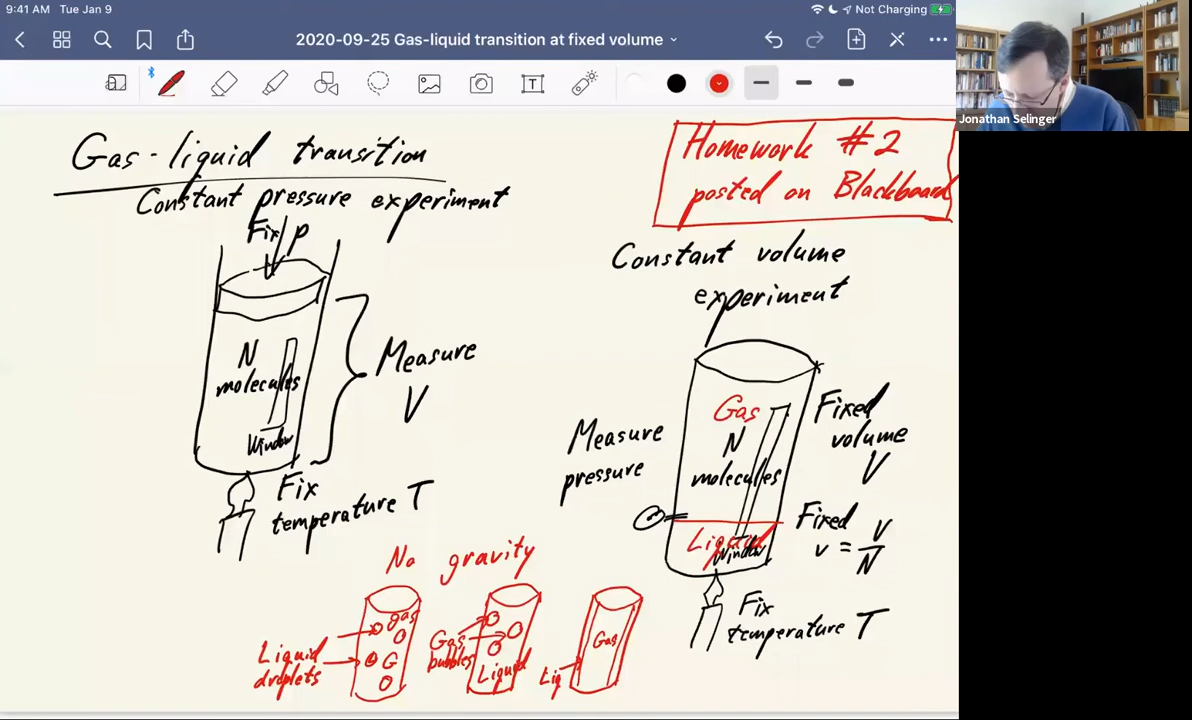 9:41 AM Tue Jan 9
Not Charging
2020-09-25 Gas-liquid transition at fixed volume
Jonathan Selinger
Gas-liquid transition
Constant pressure experiment
Fix p
N
molecules
Window
Measure
V
Fix
temperature T
Homework #2
posted on Blackboard
Constant volume
experiment
Gas
N
molecules
Liquid
Window
Measure
pressure
Fixed
volume
V
Fixed
v = V/N
Fix
temperature T
No gravity
Liquid
droplets
gas
G
Gas
bubbles
Liquid
Liq
Gas